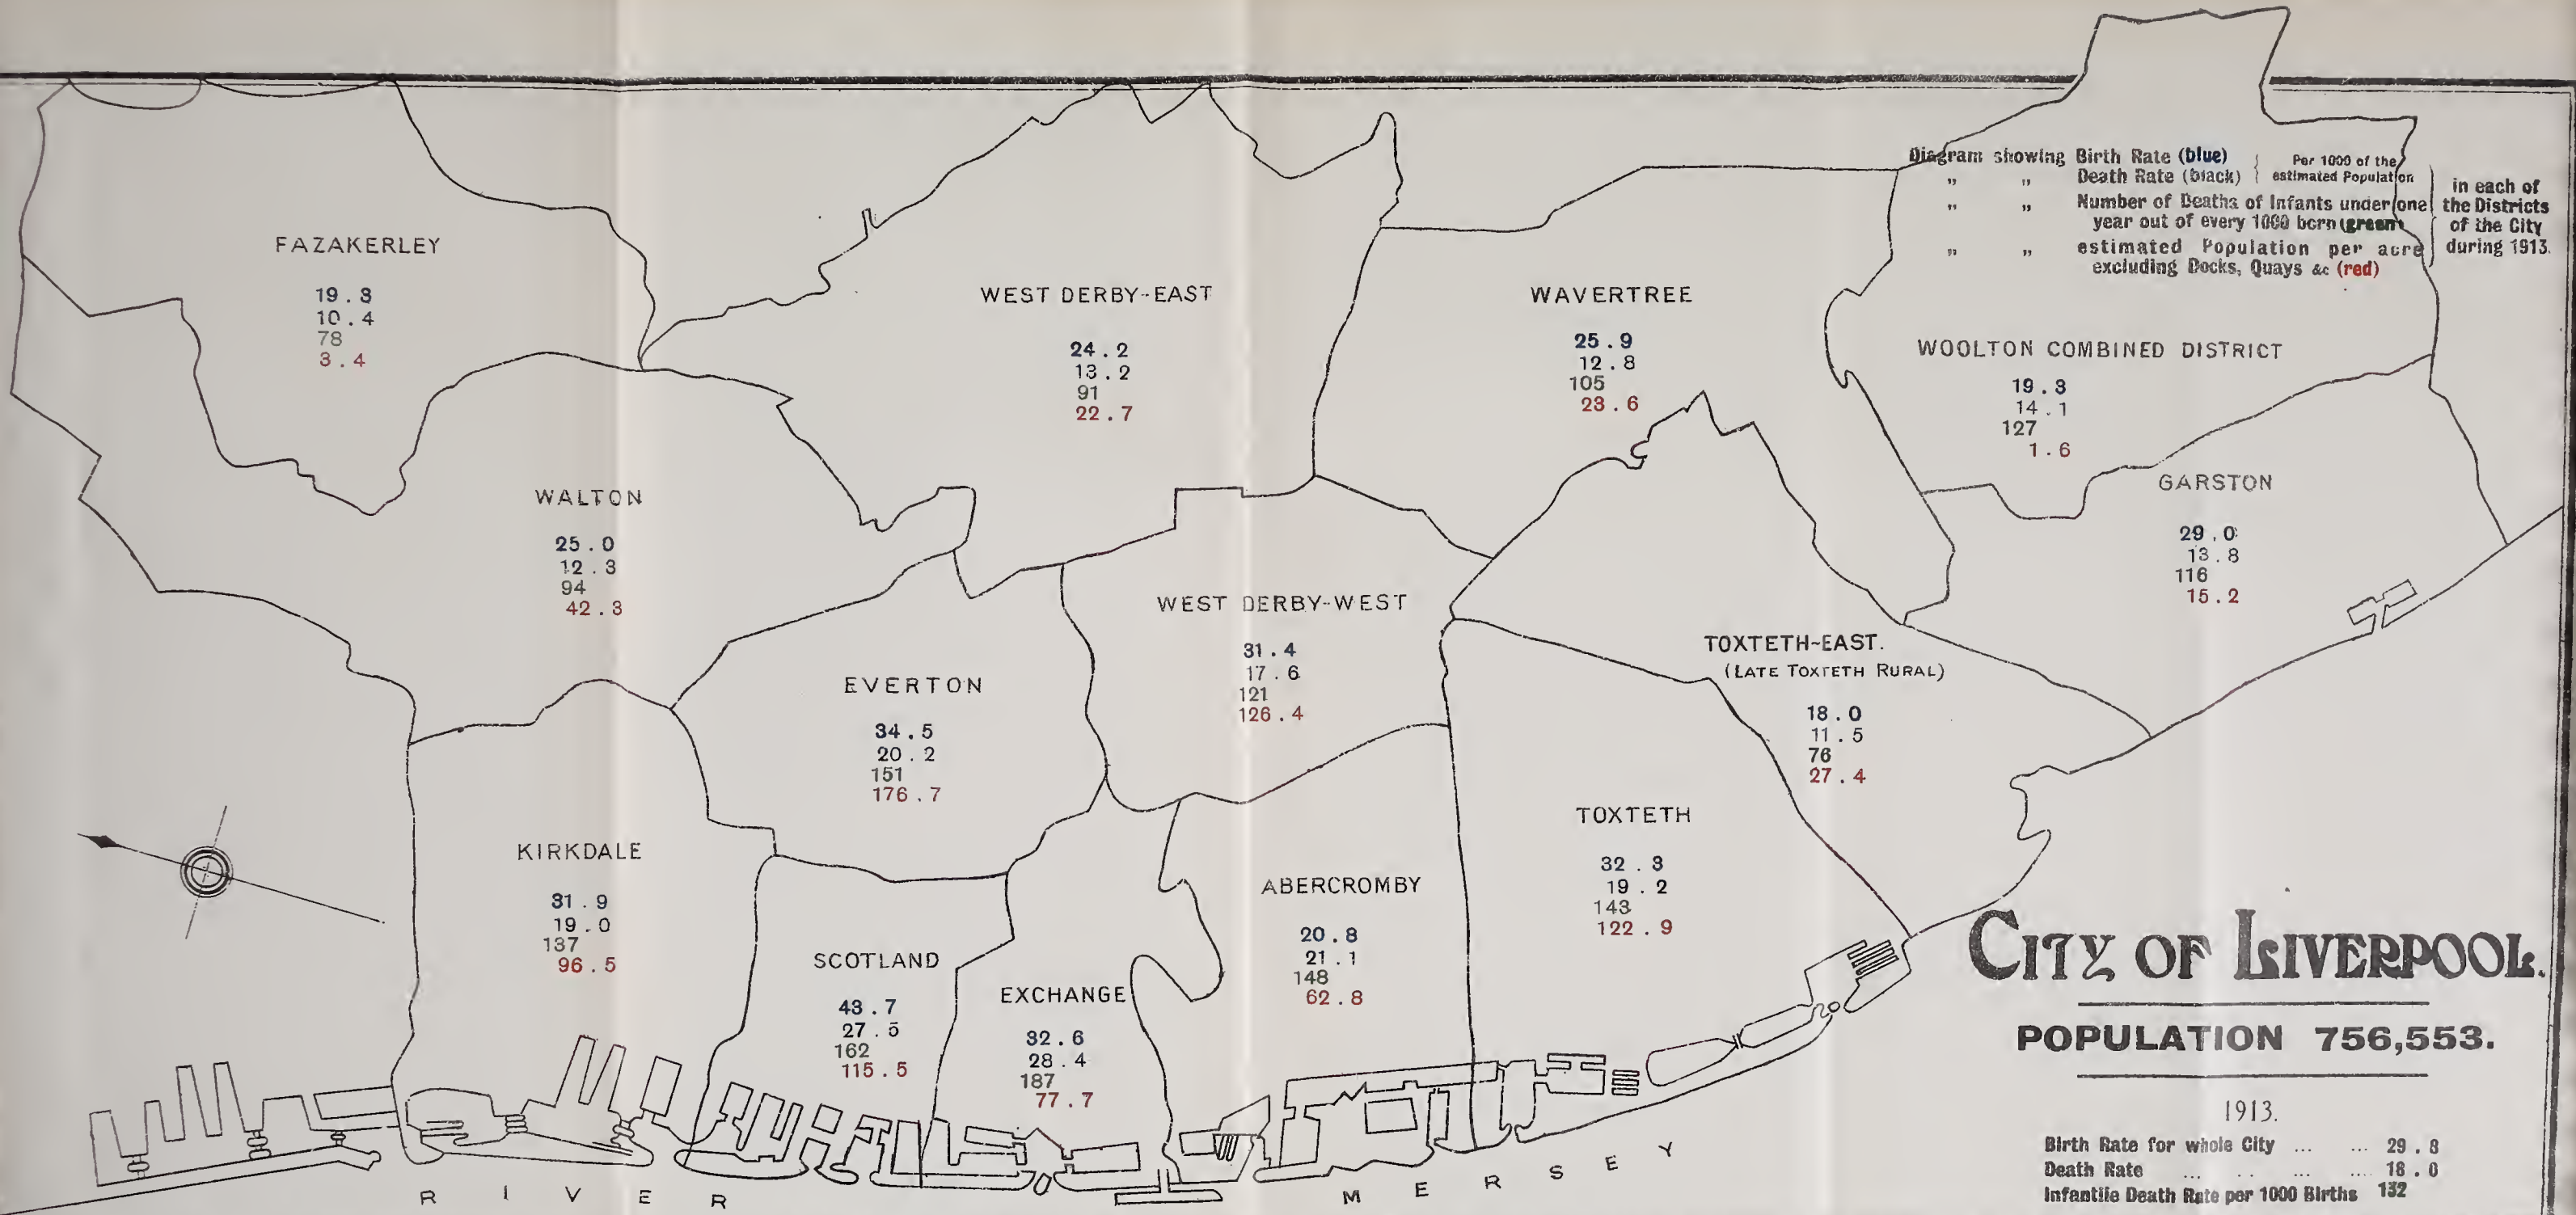 Diagram showing Birth Rate (blue)
„ „ Death Rate (black)
Per 1000 of the
estimated Population
„ „ Number of Deaths of Infants under one
year out of every 1000 born (green)
„ „ estimated Population per acre
excluding Docks, Quays &c (red)
in each of
the Districts
of the City
during 1913.
FAZAKERLEY
19.8
10.4
78
3.4
WEST DERBY-EAST
24.2
13.2
91
22.7
WAVERTREE
25.9
12.8
105
23.6
WOOLTON COMBINED DISTRICT
19.8
14.1
127
1.6
GARSTON
29.0
13.8
116
15.2
WALTON
25.0
12.3
94
42.3
WEST DERBY-WEST
31.4
17.6
121
126.4
TOXTETH-EAST.
(LATE TOXTETH RURAL)
18.0
11.5
76
27.4
EVERTON
34.5
20.2
151
176.7
TOXTETH
32.8
19.2
143
122.9
KIRKDALE
31.9
19.0
137
96.5
ABERCROMBY
20.8
21.1
148
62.8
SCOTLAND
43.7
27.5
162
115.5
EXCHANGE
32.6
28.4
187
77.7
RIVER MERSEY
CITY OF LIVERPOOL.
POPULATION 756,553.
1913.
Birth Rate for whole City ... ... 29.8
Death Rate ... ... ... ... 18.0
Infantile Death Rate per 1000 Births 132